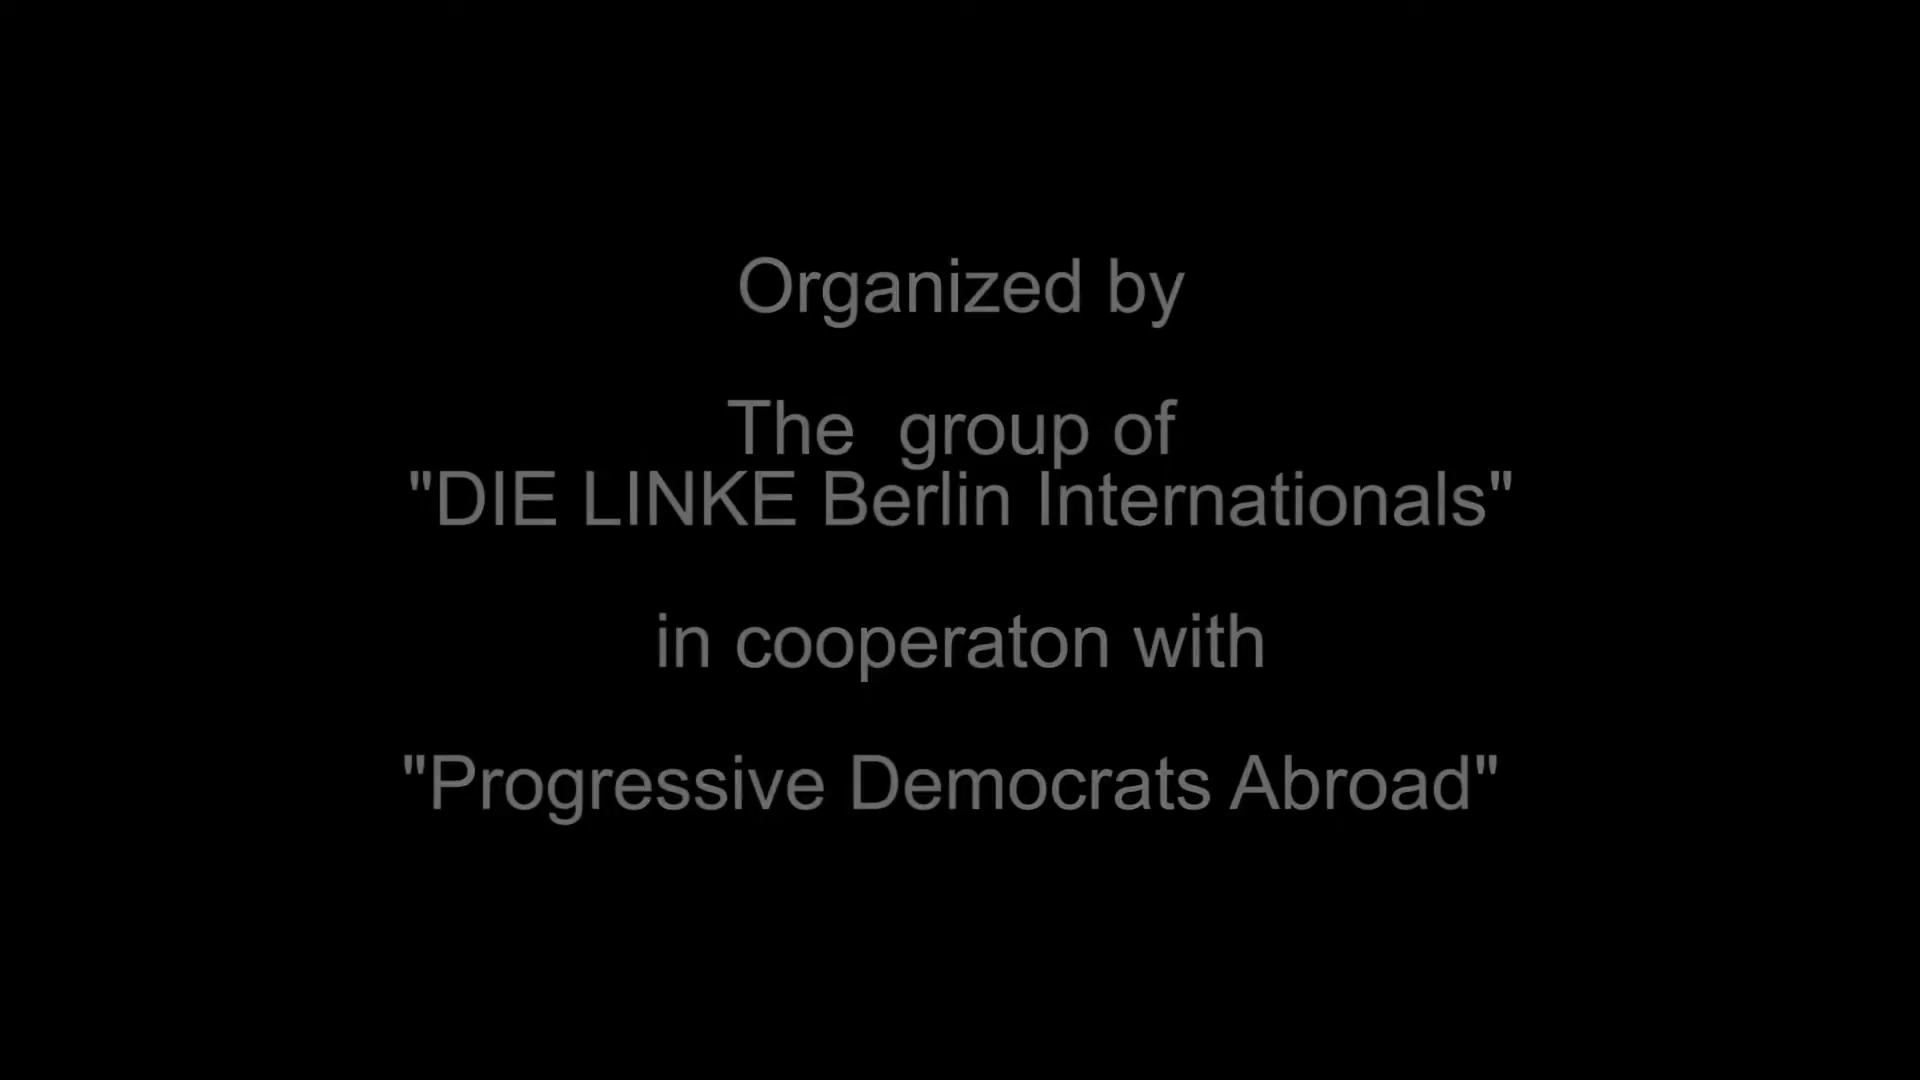 Organized by
The  group of
"DIE LINKE Berlin Internationals"
in cooperaton with
"Progressive Democrats Abroad"